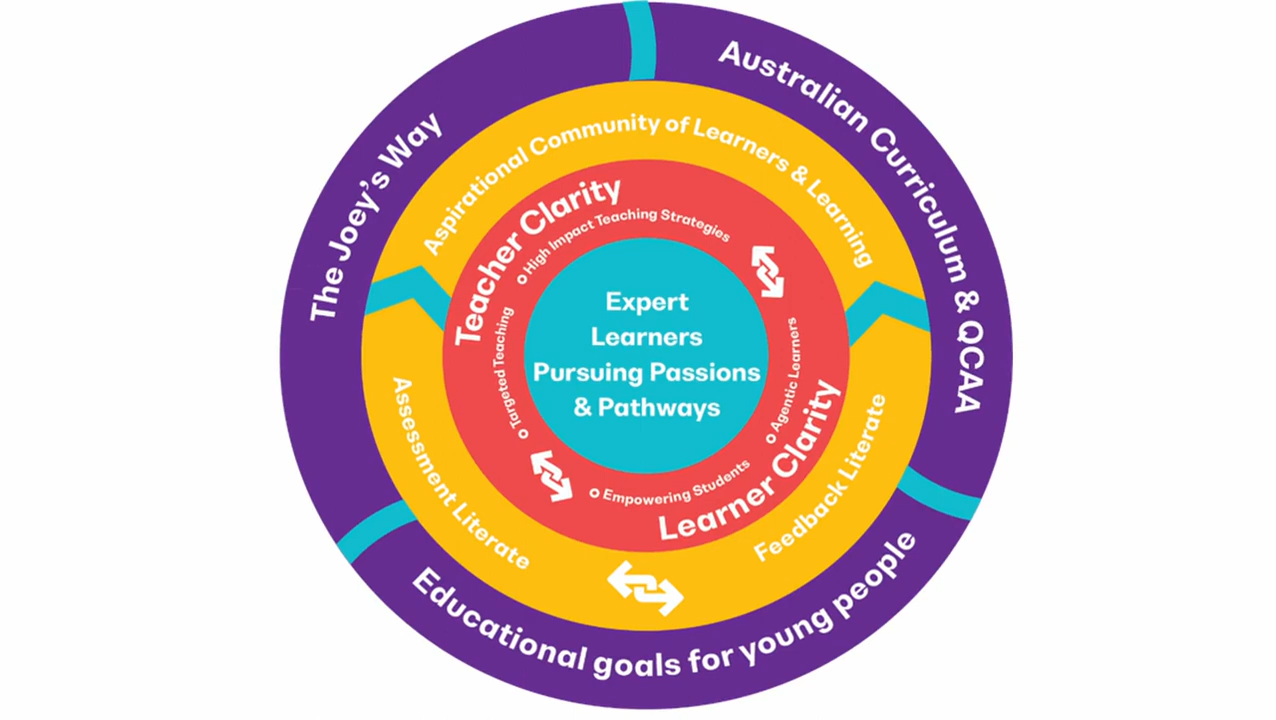 The Joey's Way
Australian Curriculum & QCAA
Educational goals for young people
Aspirational Community of Learners & Learning
Assessment Literate
Feedback Literate
Teacher Clarity
High Impact Teaching Strategies
Targeted Teaching
Learner Clarity
Agentic Learners
Empowering Students
Expert
Learners
Pursuing Passions
& Pathways